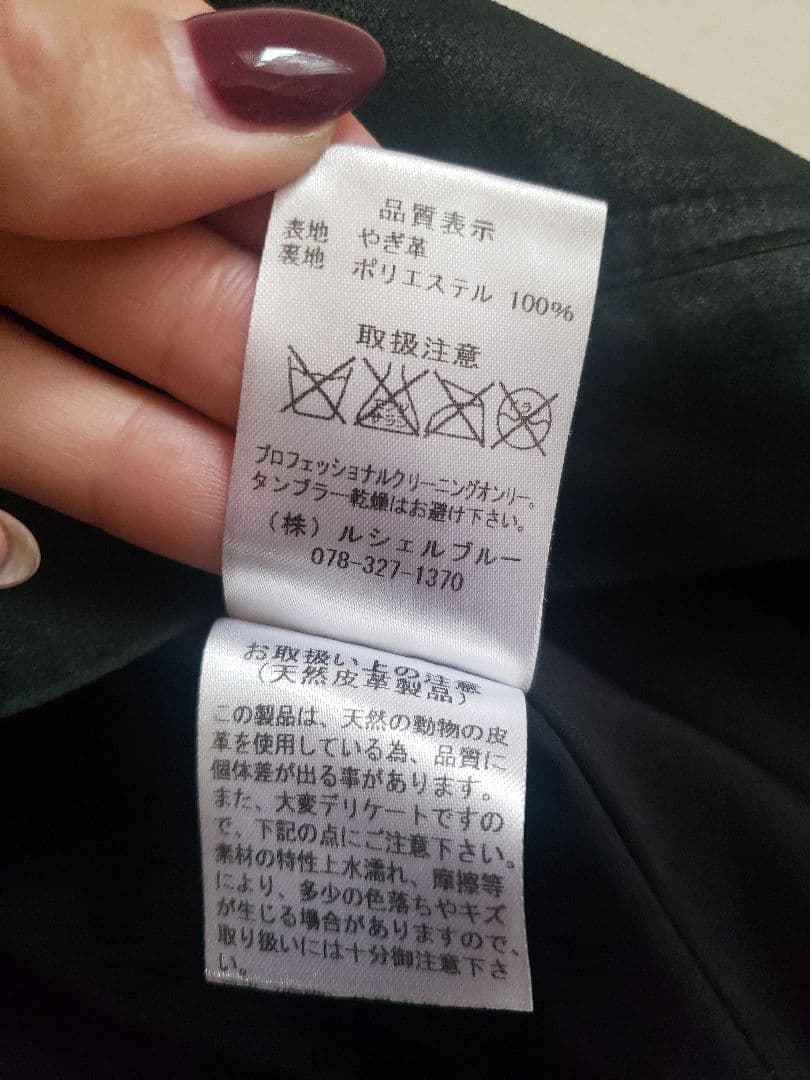 品質表示
表地 やぎ革
裏地 ポリエステル 100%
取扱注意
プロフェッショナルクリーニングオンリー。
タンブラー乾燥はお避け下さい。
(株) ルシェルブルー
078-327-1370
お取扱い上の注意
(天然皮革製品)
この製品は、天然の動物の皮
革を使用している為、品質に
個体差が出る事があります。
また、大変デリケートですの
で、下記の点にご注意下さい。
素材の特性上水濡れ、摩擦等
により、多少の色落ちやキズ
が生じる場合がありますので、
取り扱いには十分御注意下さ
い。